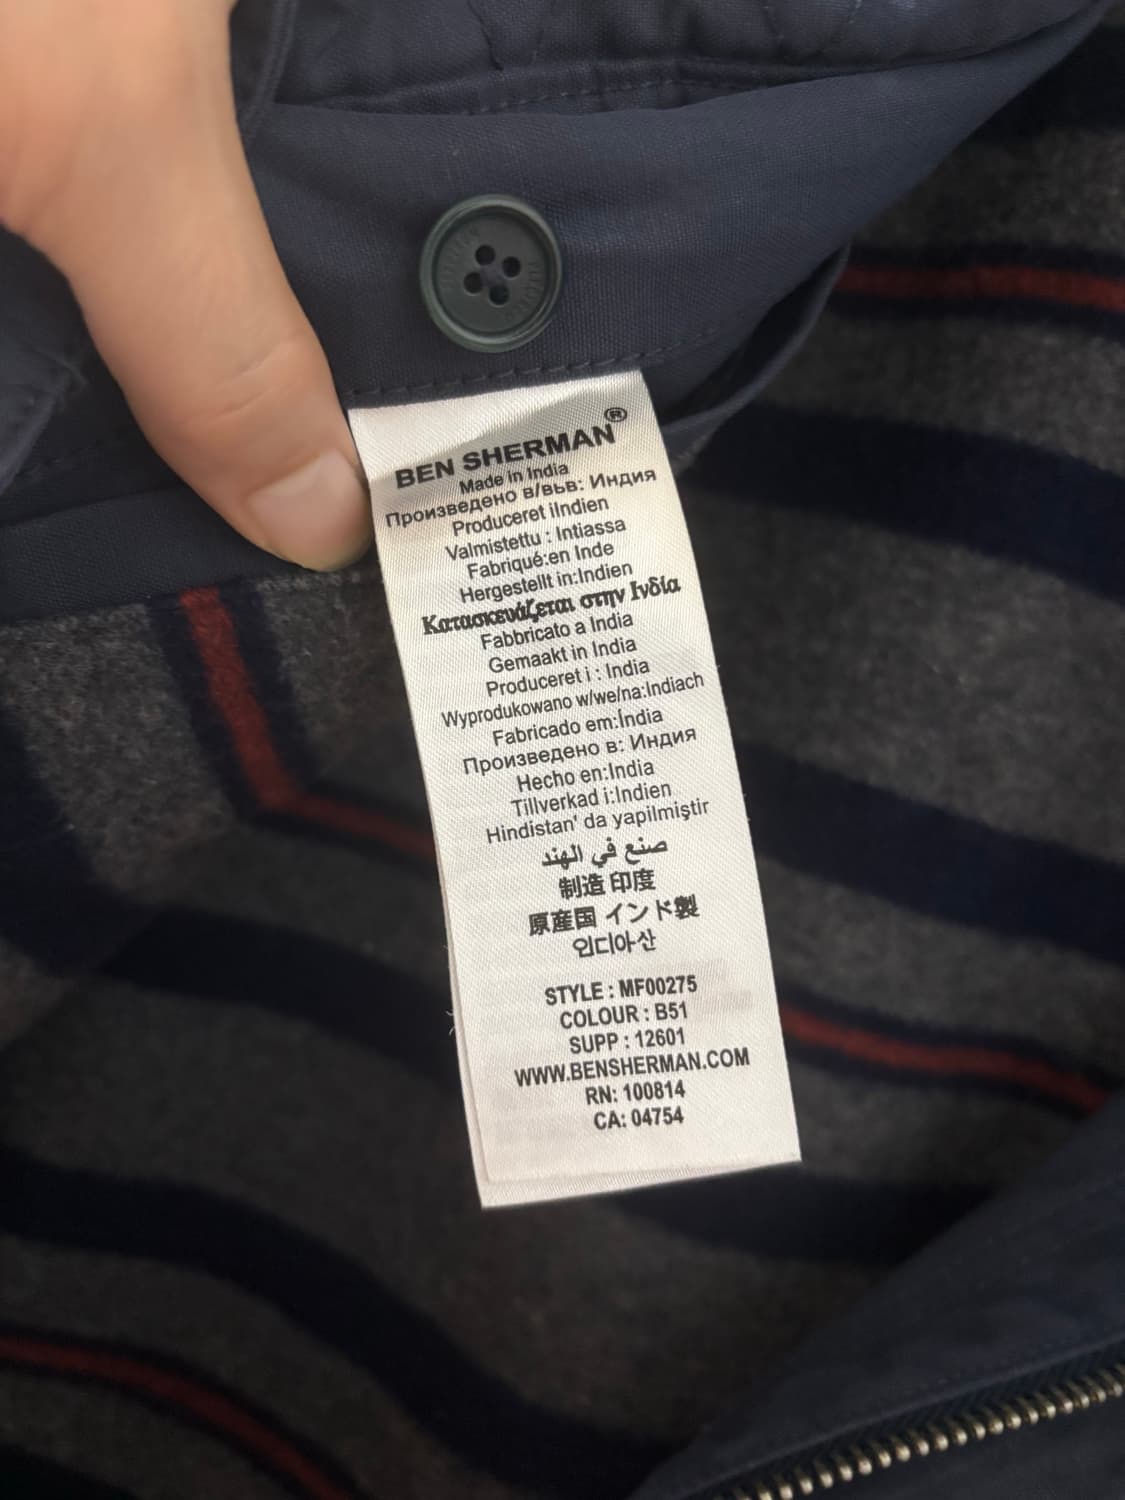 BEN SHERMAN®
Made in India
Произведено в/вьв: Индия
Produceret iIndien
Valmistettu : Intiassa
Fabriqué:en Inde
Hergestellt in:Indien
Κατασκευάζεται στην Ινδία
Fabbricato a India
Gemaakt in India
Produceret i : India
Wyprodukowano w/we/na:Indiach
Fabricado em:Índia
Произведено в: Индия
Hecho en:India
Tillverkad i:Indien
Hindistan' da yapilmiştir
صنع في الهند
制造 印度
原産国 インド製
인디아산
STYLE : MF00275
COLOUR : B51
SUPP : 12601
WWW.BENSHERMAN.COM
RN: 100814
CA: 04754